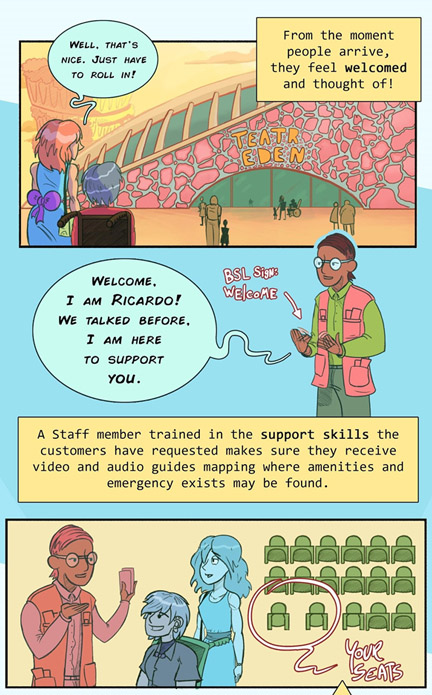 From the moment
people arrive,
they feel welcomed
and thought of!
Well, that's
nice. Just have
to roll in!
TEATR
EDEN
Welcome,
I am Ricardo!
We talked before,
I am here
to support
you.
BSL Sign:
Welcome
A Staff member trained in the support skills the
customers have requested makes sure they receive
video and audio guides mapping where amenities and
emergency exists may be found.
Your
Seats